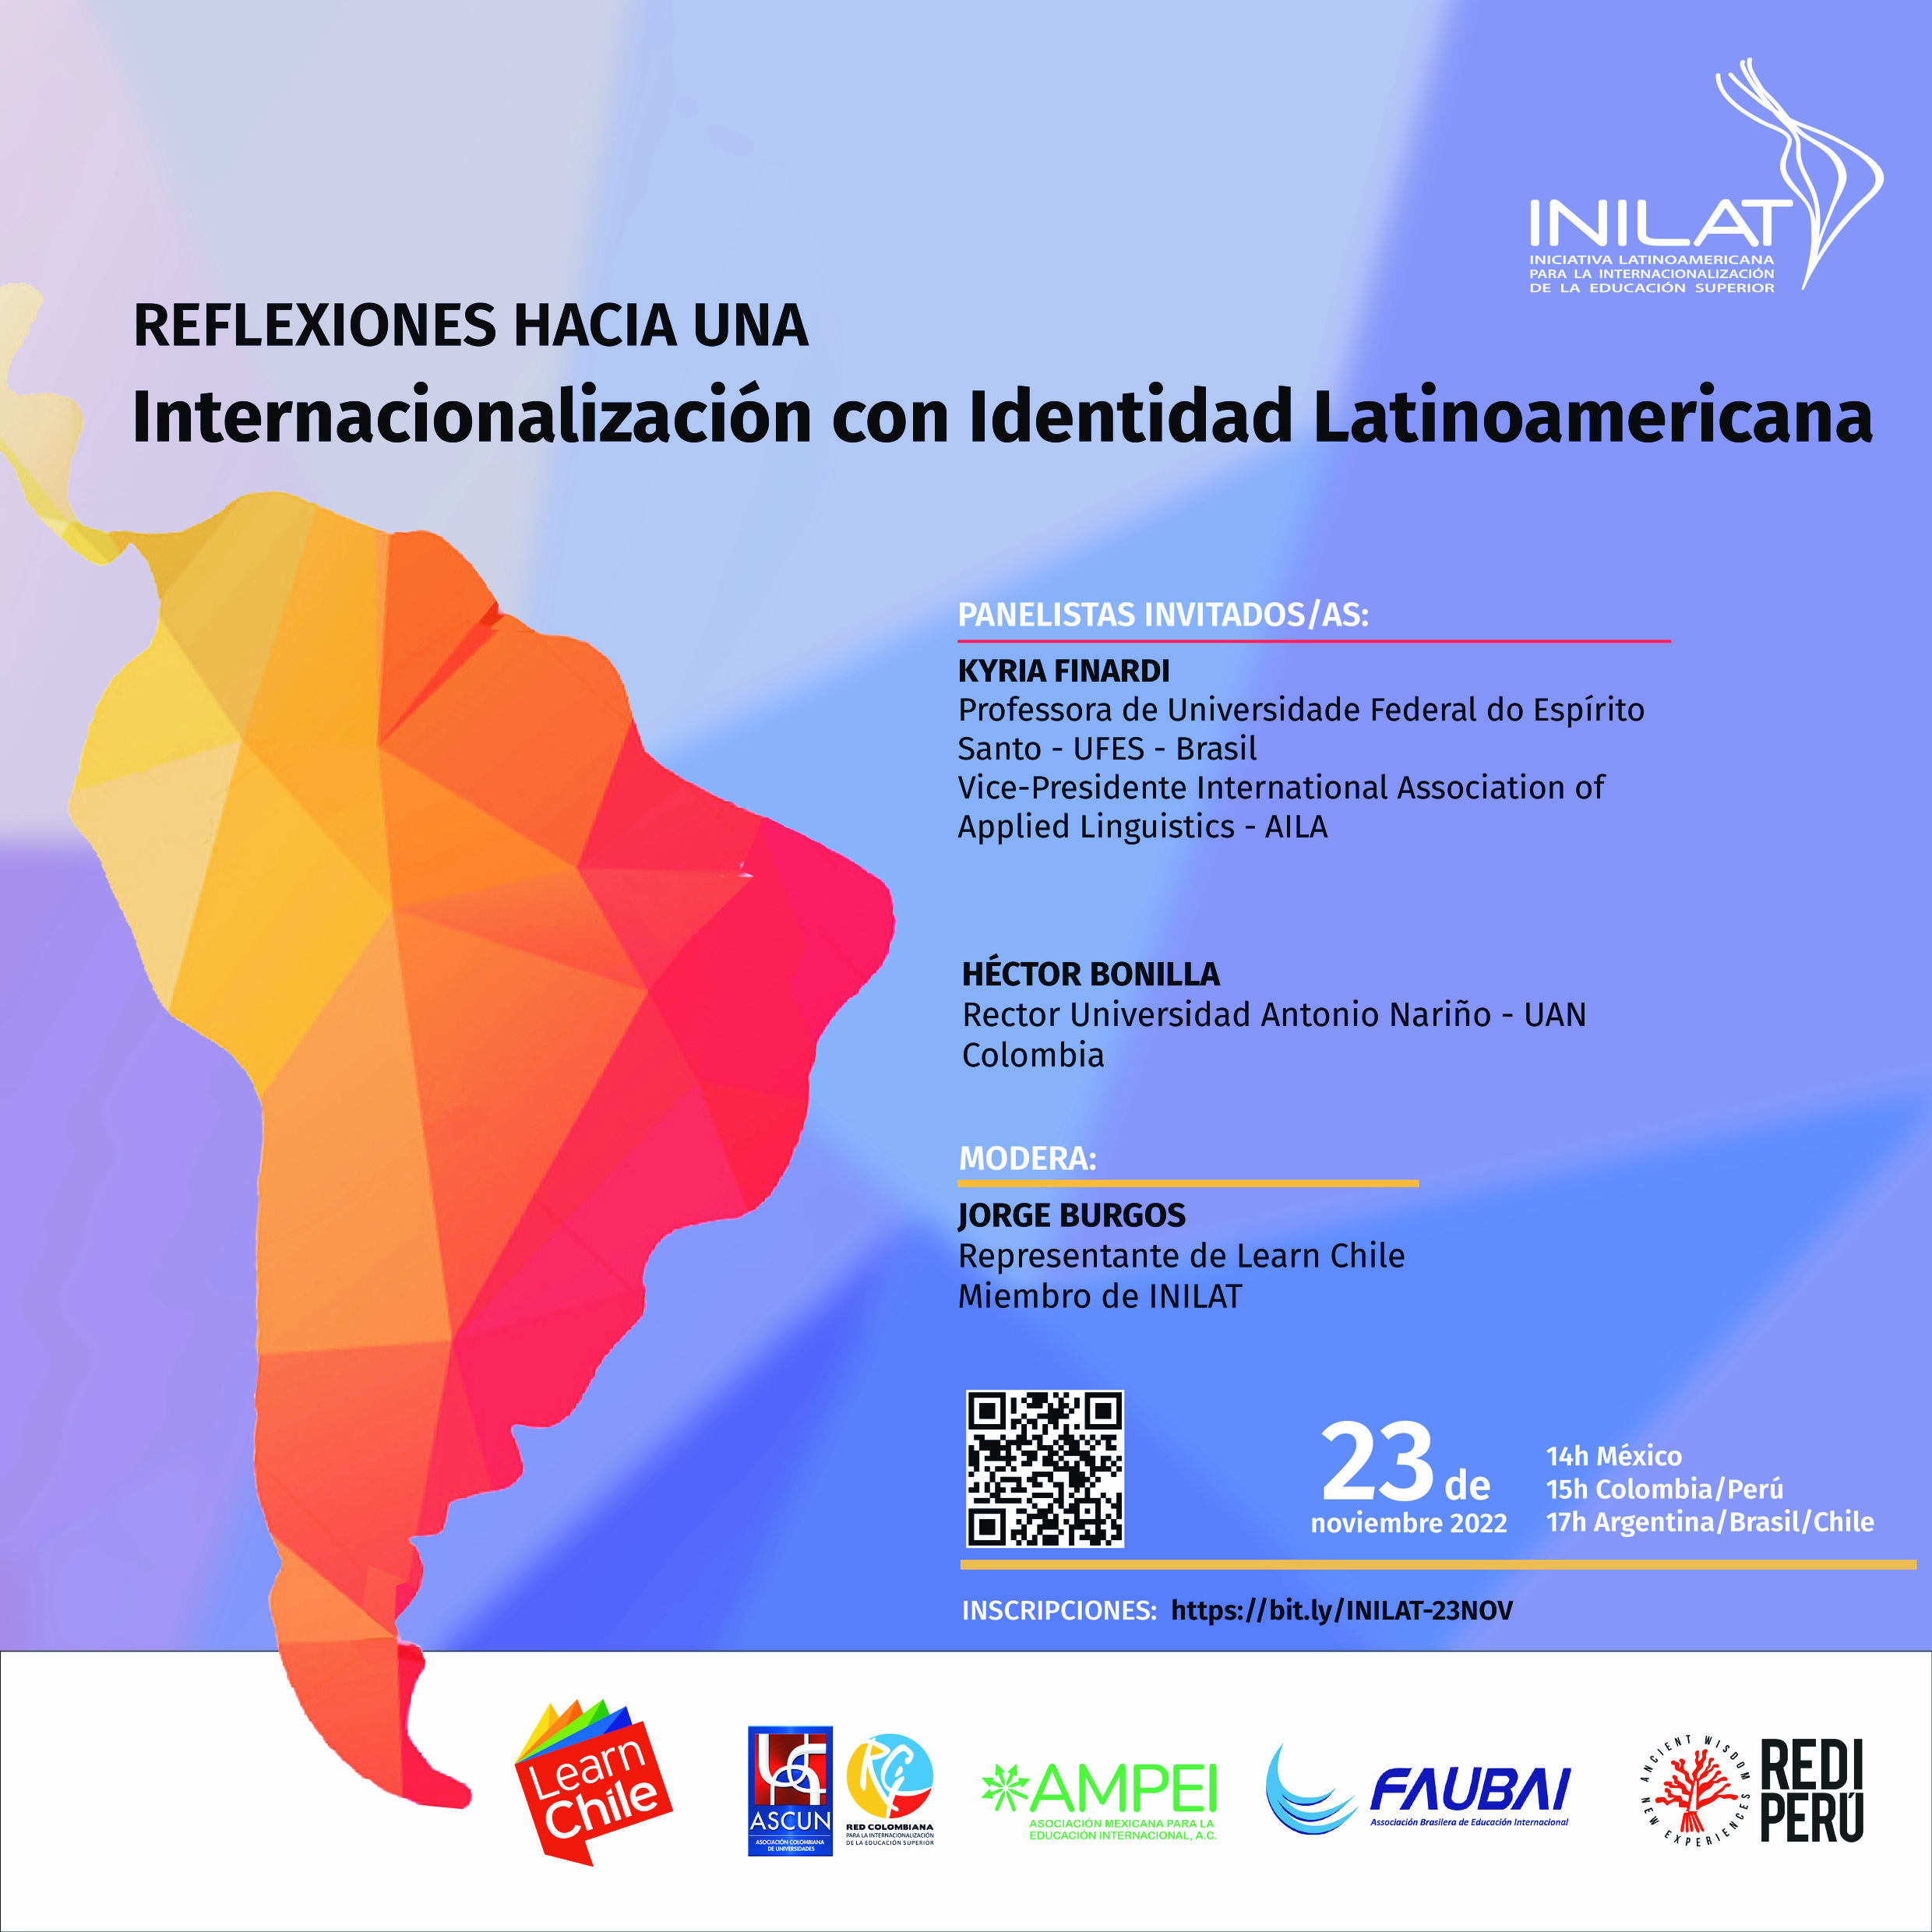 INILAT
INICIATIVA LATINOAMERICANA
PARA LA INTERNACIONALIZACIÓN
DE LA EDUCACIÓN SUPERIOR
REFLEXIONES HACIA UNA
Internacionalización con Identidad Latinoamericana
PANELISTAS INVITADOS/AS:
KYRIA FINARDI
Professora de Universidade Federal do Espírito
Santo - UFES - Brasil
Vice-Presidente International Association of
Applied Linguistics - AILA
HÉCTOR BONILLA
Rector Universidad Antonio Nariño - UAN
Colombia
MODERA:
JORGE BURGOS
Representante de Learn Chile
Miembro de INILAT
23 de
noviembre 2022
14h México
15h Colombia/Perú
17h Argentina/Brasil/Chile
INSCRIPCIONES: https://bit.ly/INILAT-23NOV
Learn
Chile
ASCUN
ASOCIACIÓN COLOMBIANA
DE UNIVERSIDADES
RCI
RED COLOMBIANA
PARA LA INTERNACIONALIZACIÓN
DE LA EDUCACIÓN SUPERIOR
AMPEI
ASOCIACIÓN MEXICANA PARA LA
EDUCACIÓN INTERNACIONAL, A.C.
FAUBAI
Associación Brasilera de Educación Internacional
ANCIENT WISDOM
NEW EXPERIENCES
REDI
PERÚ